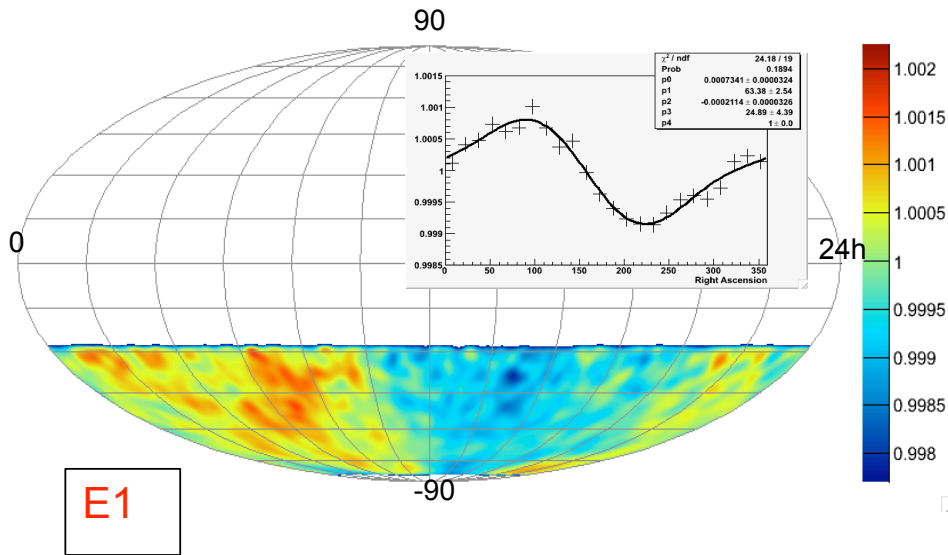 90
χ² / ndf 24.18 / 19
Prob 0.1894
p0 0.0007341 ± 0.0000324
p1 63.38 ± 2.54
p2 -0.0002114 ± 0.0000326
p3 24.89 ± 4.39
p4 1 ± 0.0
1.0015
1.001
1.0005
1
0.9995
0.999
0.9985
0 50 100 150 200 250 300 350
Right Ascension
0
24h
-90
E1
1.002
1.0015
1.001
1.0005
1
0.9995
0.999
0.9985
0.998